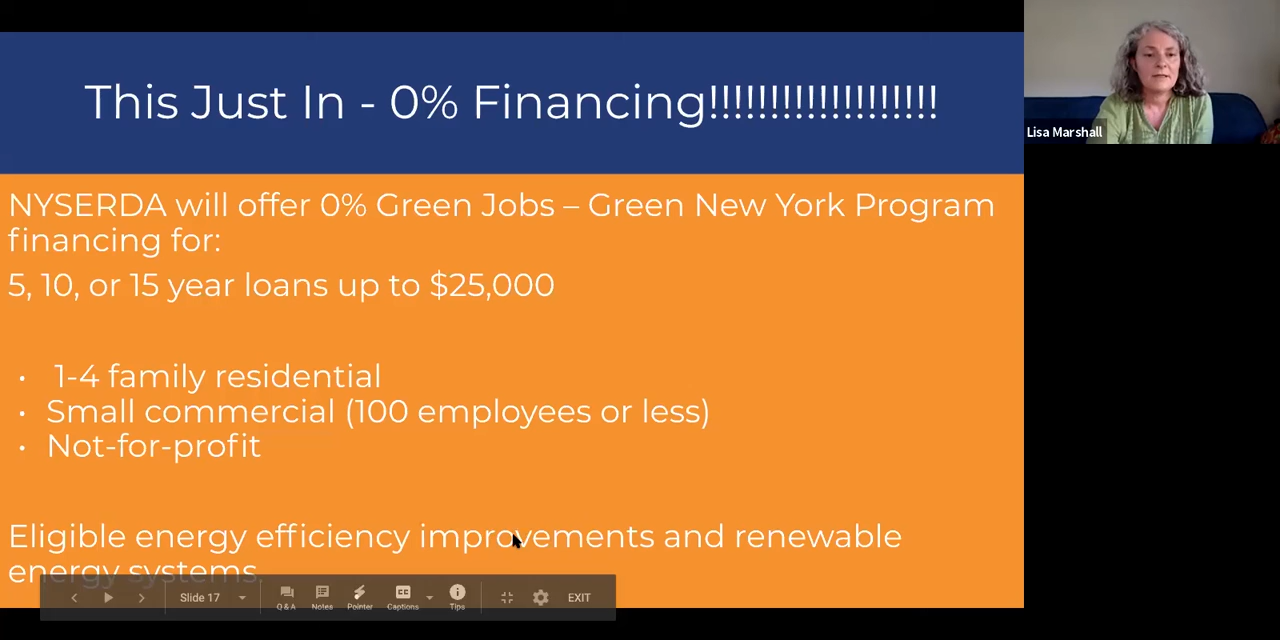 This Just In - 0% Financing!!!!!!!!!!!!!!!!!!!
NYSERDA will offer 0% Green Jobs – Green New York Program
financing for:
5, 10, or 15 year loans up to $25,000
• 1-4 family residential
• Small commercial (100 employees or less)
• Not-for-profit
Eligible energy efficiency improvements and renewable
energy systems.
Slide 17
Q & A
Notes
Pointer
CC
Captions
Tips
EXIT
Lisa Marshall